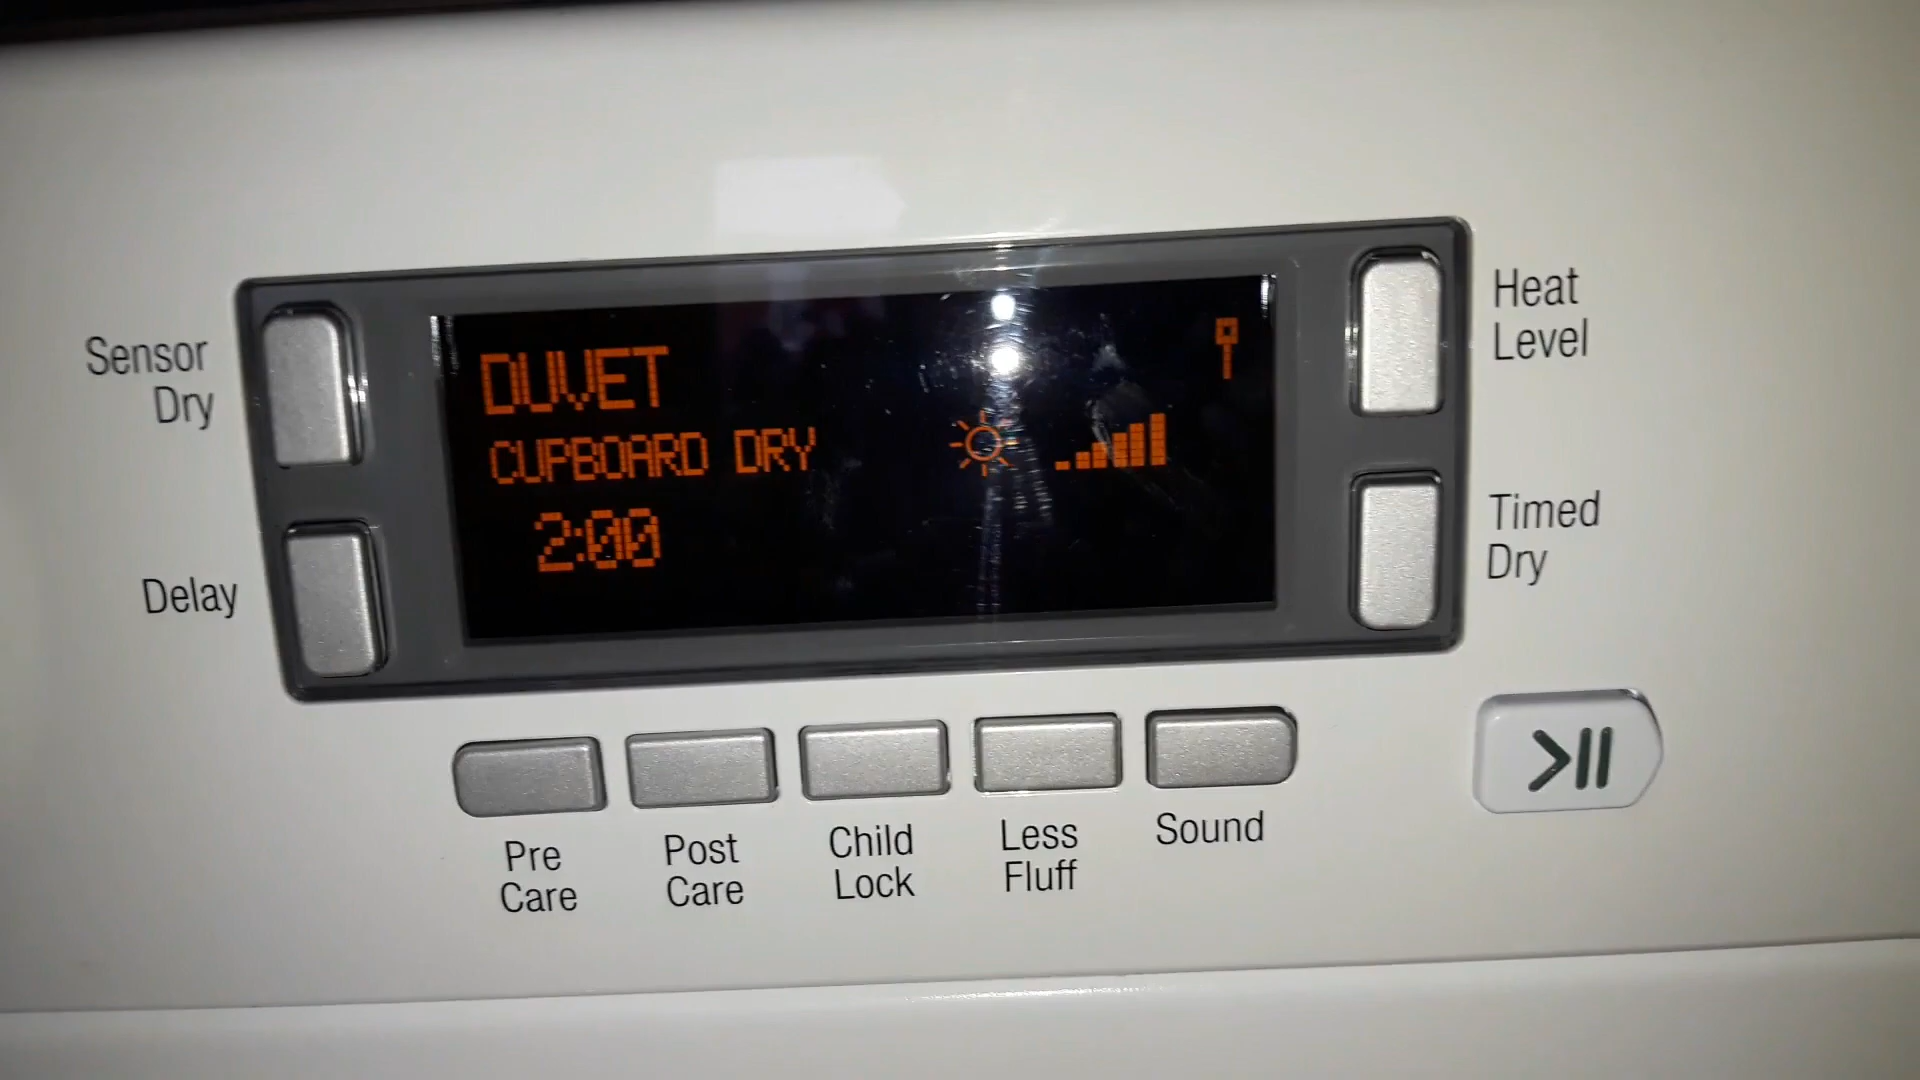 Sensor
Dry
Delay
DUVET
CUPBOARD DRY
2:00
Heat
Level
Timed
Dry
Pre
Care
Post
Care
Child
Lock
Less
Fluff
Sound